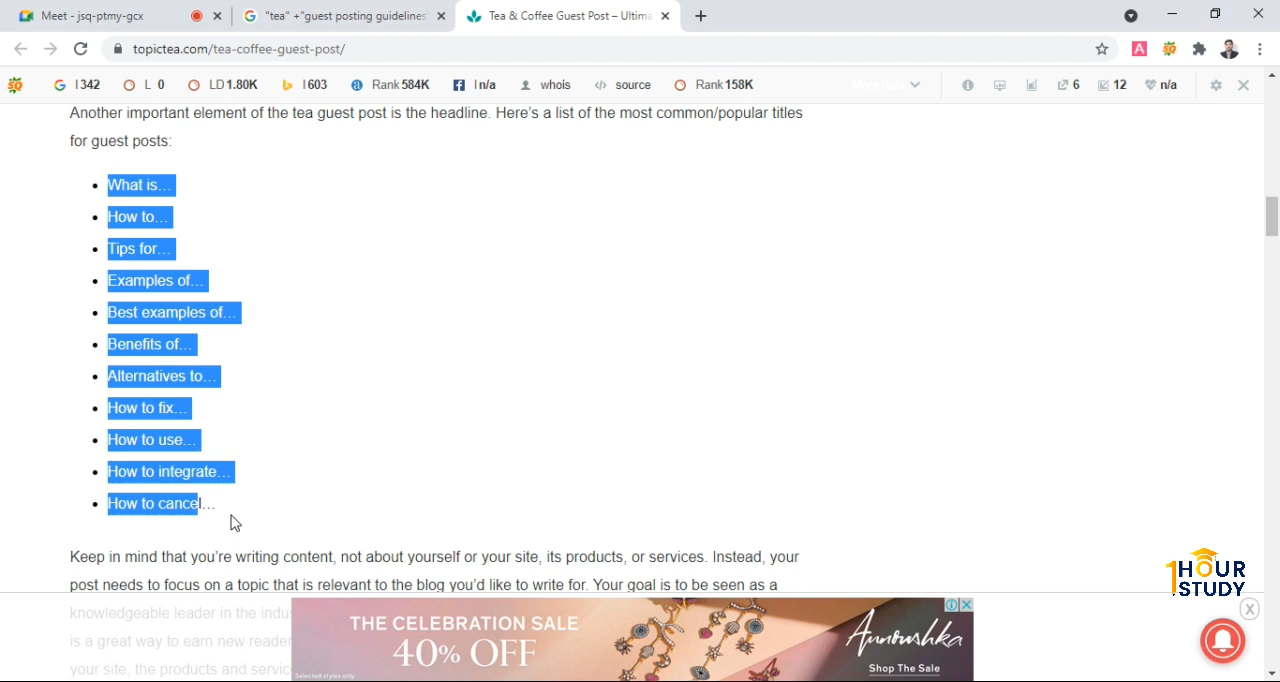 Meet - jsq-ptmy-gcx
"tea" +"guest posting guidelines"
Tea & Coffee Guest Post – Ultima
topictea.com/tea-coffee-guest-post/
I 342
L 0
LD 1.80K
I 603
Rank 584K
I n/a
whois
source
Rank 158K
More data
6
12
n/a
Another important element of the tea guest post is the headline. Here's a list of the most common/popular titles
for guest posts:
What is...
How to...
Tips for...
Examples of...
Best examples of...
Benefits of...
Alternatives to...
How to fix...
How to use...
How to integrate...
How to cancel...
Keep in mind that you're writing content, not about yourself or your site, its products, or services. Instead, your
post needs to focus on a topic that is relevant to the blog you'd like to write for. Your goal is to be seen as a
knowledgeable leader in the indus
is a great way to earn new reader
your site, the products and servic
THE CELEBRATION SALE
40% OFF
Selected styles only
Annoushka
Shop The Sale
1HOUR
STUDY